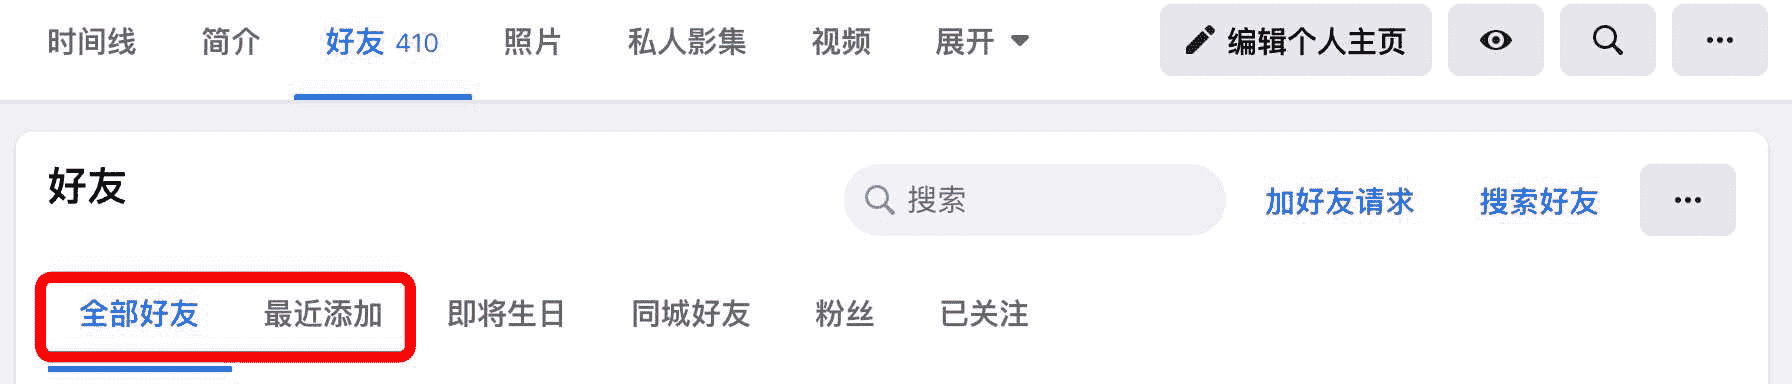 时间线 简介 好友 410 照片 私人影集 视频 展开 编辑个人主页
好友 搜索 加好友请求 搜索好友
全部好友 最近添加 即将生日 同城好友 粉丝 已关注